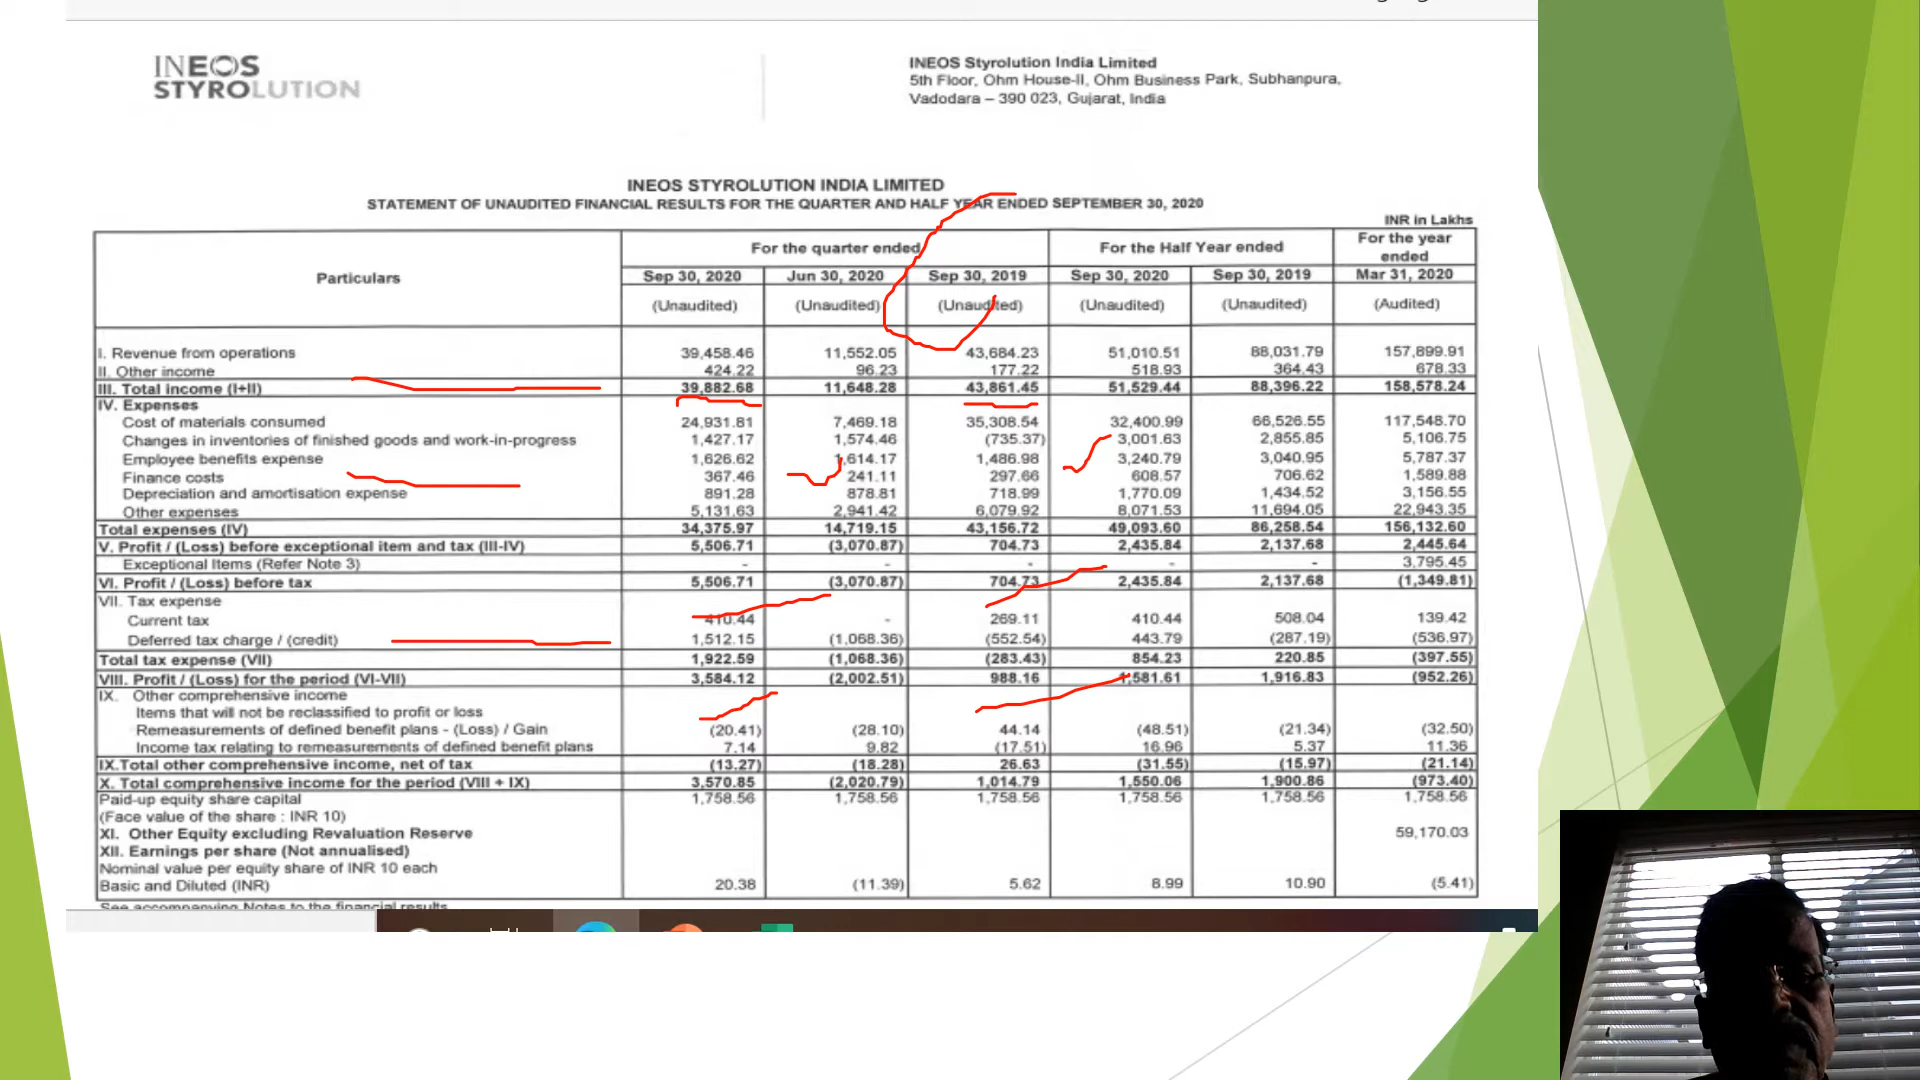 INEOS
STYROLUTION
INEOS Styrolution India Limited
5th Floor, Ohm House-II, Ohm Business Park, Subhanpura,
Vadodara – 390 023, Gujarat, India
INEOS STYROLUTION INDIA LIMITED
STATEMENT OF UNAUDITED FINANCIAL RESULTS FOR THE QUARTER AND HALF YEAR ENDED SEPTEMBER 30, 2020
INR in Lakhs
Particulars For the quarter ended For the Half Year ended For the year ended
Sep 30, 2020 Jun 30, 2020 Sep 30, 2019 Sep 30, 2020 Sep 30, 2019 Mar 31, 2020
(Unaudited) (Unaudited) (Unaudited) (Unaudited) (Unaudited) (Audited)
I. Revenue from operations 39,458.46 11,552.05 43,684.23 51,010.51 88,031.79 157,899.91
II. Other income 424.22 96.23 177.22 518.93 364.43 678.33
III. Total income (I+II) 39,882.68 11,648.28 43,861.45 51,529.44 88,396.22 158,578.24
IV. Expenses
Cost of materials consumed 24,931.81 7,469.18 35,308.54 32,400.99 66,526.55 117,548.70
Changes in inventories of finished goods and work-in-progress 1,427.17 1,574.46 (735.37) 3,001.63 2,855.85 5,106.75
Employee benefits expense 1,626.62 1,614.17 1,486.98 3,240.79 3,040.95 5,787.37
Finance costs 367.46 241.11 297.66 608.57 706.62 1,589.88
Depreciation and amortisation expense 891.28 878.81 718.99 1,770.09 1,434.52 3,156.55
Other expenses 5,131.63 2,941.42 6,079.92 8,071.53 11,694.05 22,943.35
Total expenses (IV) 34,375.97 14,719.15 43,156.72 49,093.60 86,258.54 156,132.60
V. Profit / (Loss) before exceptional item and tax (III-IV) 5,506.71 (3,070.87) 704.73 2,435.84 2,137.68 2,445.64
Exceptional Items (Refer Note 3) - - - - - 3,795.45
VI. Profit / (Loss) before tax 5,506.71 (3,070.87) 704.73 2,435.84 2,137.68 (1,349.81)
VII. Tax expense
Current tax 410.44 - 269.11 410.44 508.04 139.42
Deferred tax charge / (credit) 1,512.15 (1,068.36) (552.54) 443.79 (287.19) (536.97)
Total tax expense (VII) 1,922.59 (1,068.36) (283.43) 854.23 220.85 (397.55)
VIII. Profit / (Loss) for the period (VI-VII) 3,584.12 (2,002.51) 988.16 1,581.61 1,916.83 (952.26)
IX. Other comprehensive income
Items that will not be reclassified to profit or loss
Remeasurements of defined benefit plans - (Loss) / Gain (20.41) (28.10) 44.14 (48.51) (21.34) (32.50)
Income tax relating to remeasurements of defined benefit plans 7.14 9.82 (17.51) 16.96 5.37 11.36
IX.Total other comprehensive income, net of tax (13.27) (18.28) 26.63 (31.55) (15.97) (21.14)
X. Total comprehensive income for the period (VIII + IX) 3,570.85 (2,020.79) 1,014.79 1,550.06 1,900.86 (973.40)
Paid-up equity share capital 1,758.56 1,758.56 1,758.56 1,758.56 1,758.56 1,758.56
(Face value of the share : INR 10)
XI. Other Equity excluding Revaluation Reserve 59,170.03
XII. Earnings per share (Not annualised)
Nominal value per equity share of INR 10 each
Basic and Diluted (INR) 20.38 (11.39) 5.62 8.99 10.90 (5.41)
See accompanying Notes to the financial results